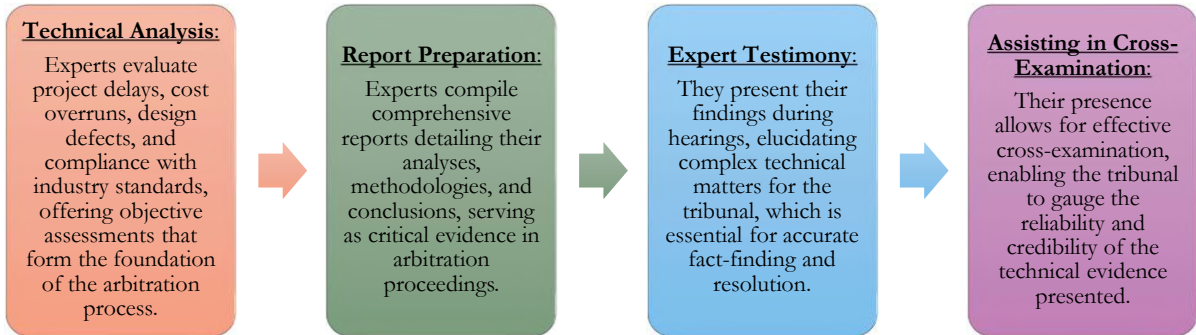 Technical Analysis:
Experts evaluate
project delays, cost
overruns, design
defects, and
compliance with
industry standards,
offering objective
assessments that
form the foundation
of the arbitration
process.
Report Preparation:
Experts compile
comprehensive
reports detailing their
analyses,
methodologies, and
conclusions, serving
as critical evidence in
arbitration
proceedings.
Expert Testimony:
They present their
findings during
hearings, elucidating
complex technical
matters for the
tribunal, which is
essential for accurate
fact-finding and
resolution.
Assisting in Cross-
Examination:
Their presence
allows for effective
cross-examination,
enabling the tribunal
to gauge the
reliability and
credibility of the
technical evidence
presented.